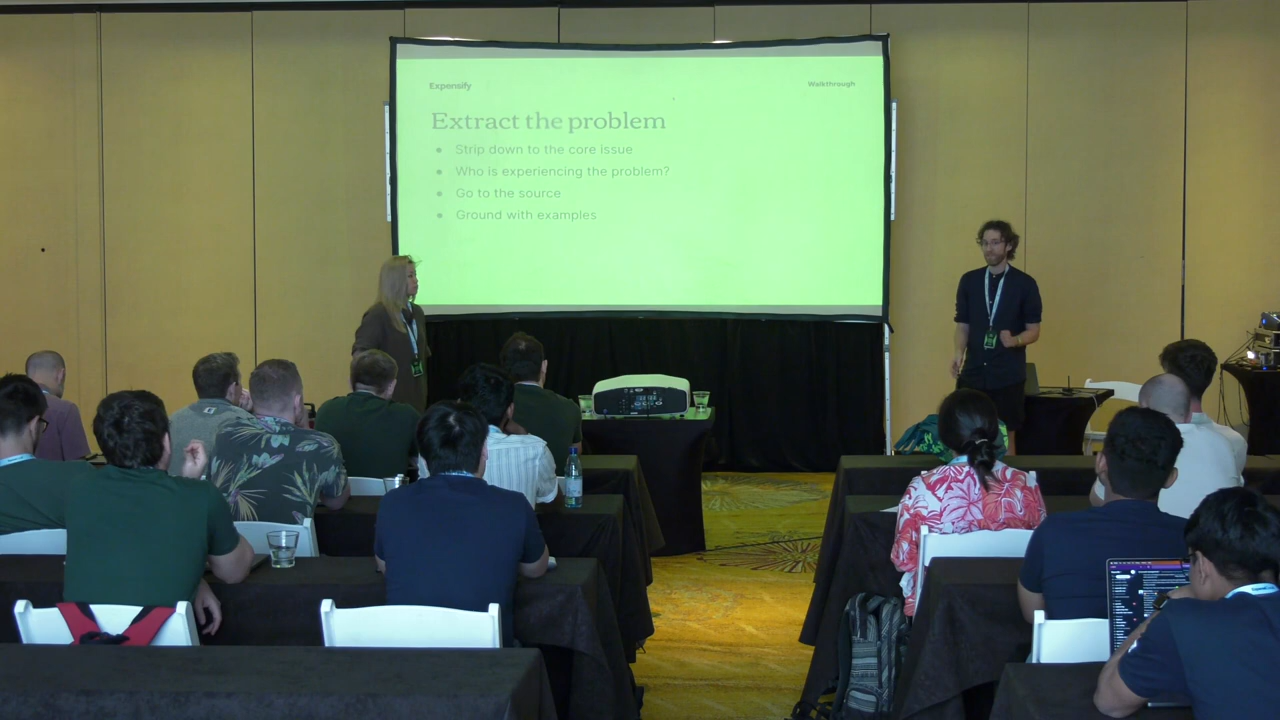 Expensify
Walkthrough
Extract the problem
• Strip down to the core issue
• Who is experiencing the problem?
• Go to the source
• Ground with examples